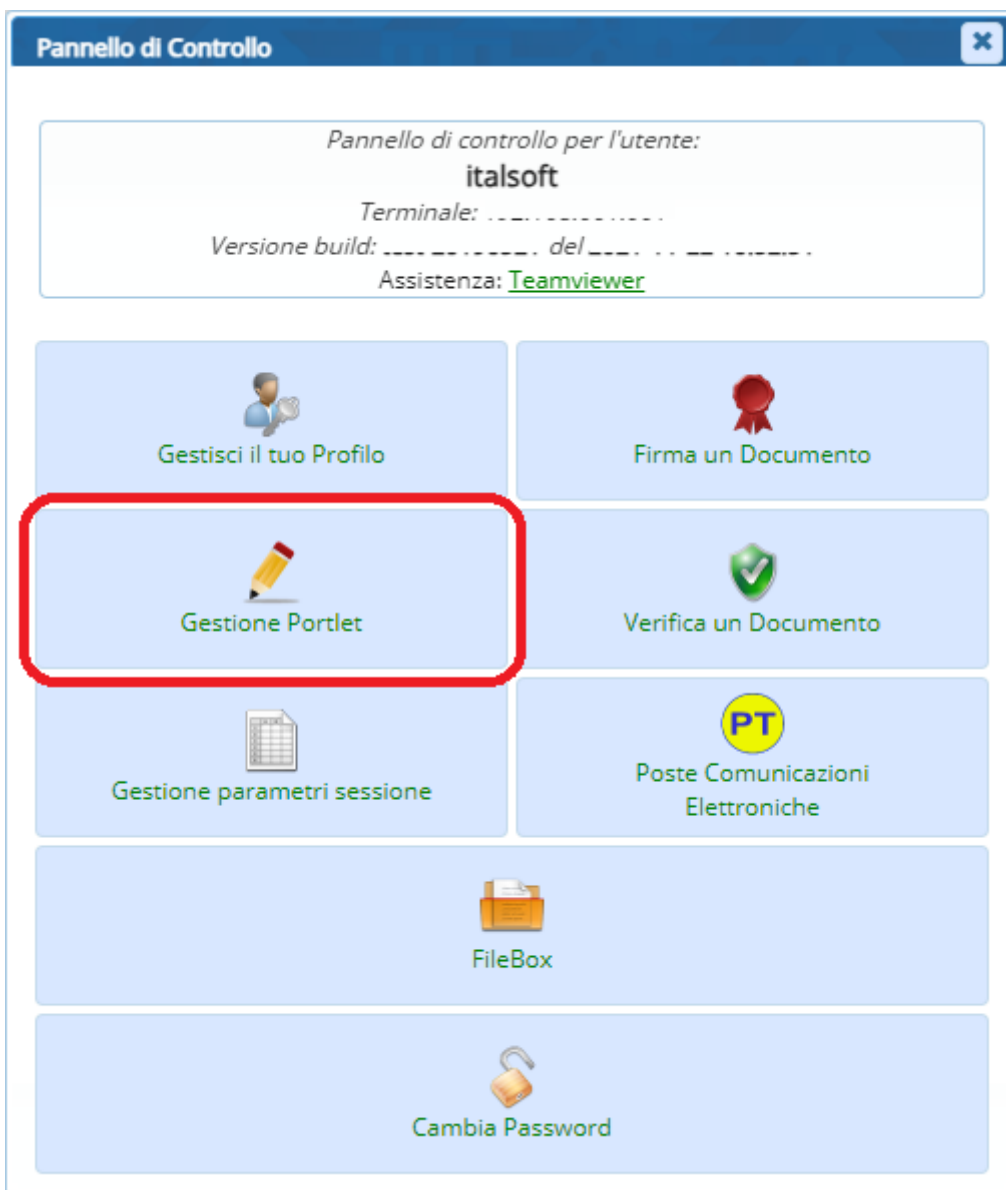 Pannello di Controllo
Pannello di controllo per l'utente:
italsoft
Terminale:
Versione build: del
Assistenza: Teamviewer
Gestisci il tuo Profilo
Firma un Documento
Gestione Portlet
Verifica un Documento
Gestione parametri sessione
PT
Poste Comunicazioni
Elettroniche
FileBox
Cambia Password